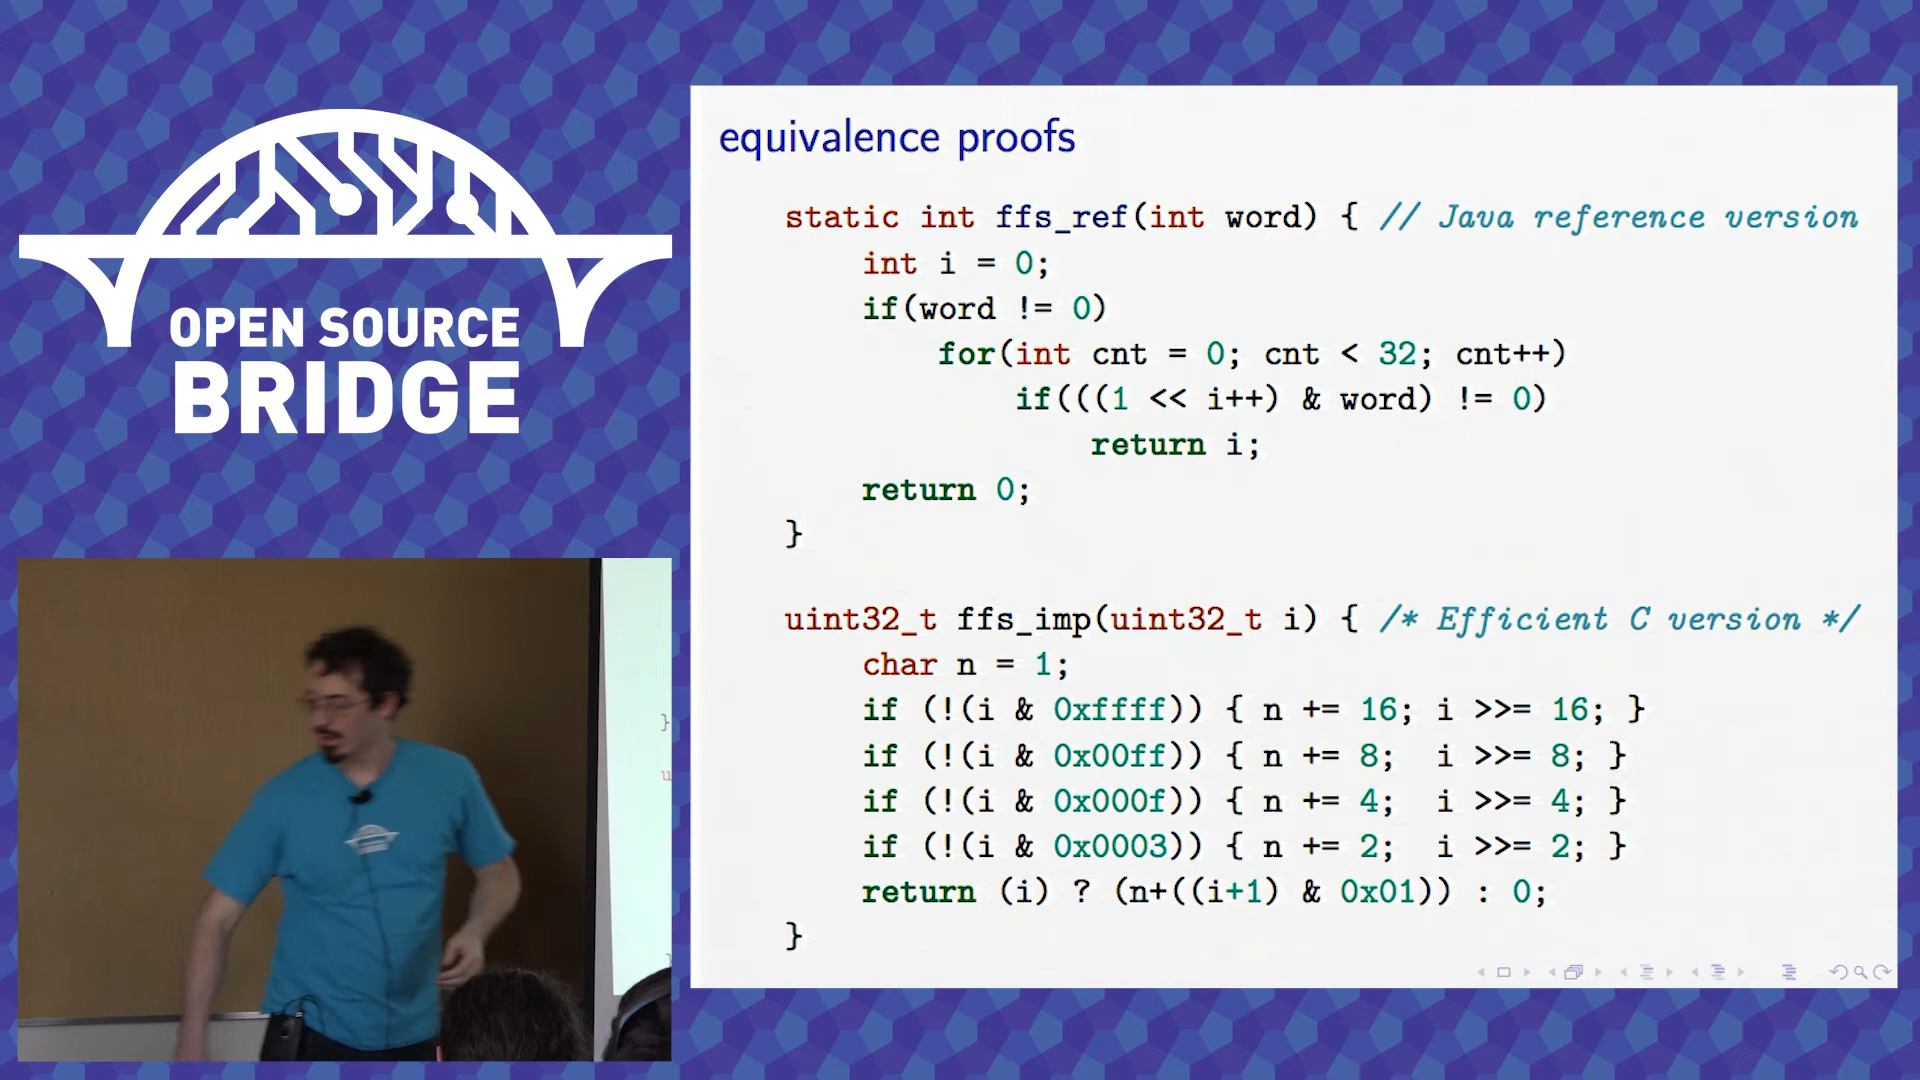 OPEN SOURCE
BRIDGE
equivalence proofs
static int ffs_ref(int word) { // Java reference version
int i = 0;
if(word != 0)
for(int cnt = 0; cnt < 32; cnt++)
if(((1 << i++) & word) != 0)
return i;
return 0;
}
uint32_t ffs_imp(uint32_t i) { /* Efficient C version */
char n = 1;
if (!(i & 0xffff)) { n += 16; i >>= 16; }
if (!(i & 0x00ff)) { n += 8; i >>= 8; }
if (!(i & 0x000f)) { n += 4; i >>= 4; }
if (!(i & 0x0003)) { n += 2; i >>= 2; }
return (i) ? (n+((i+1) & 0x01)) : 0;
}